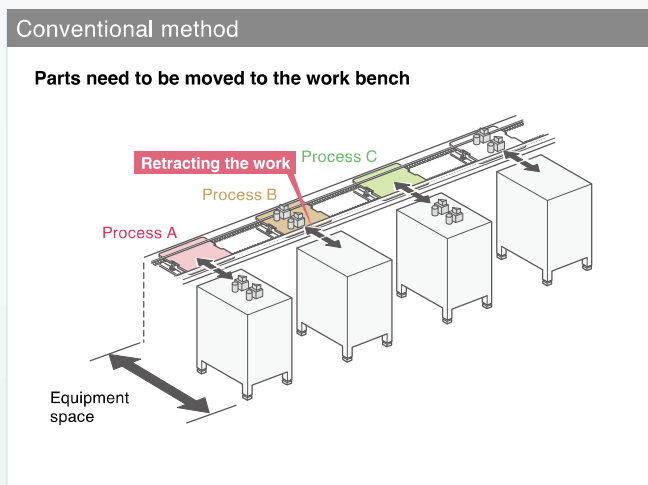 Conventional method
Parts need to be moved to the work bench
Retracting the work
Process C
Process B
Process A
Equipment
space